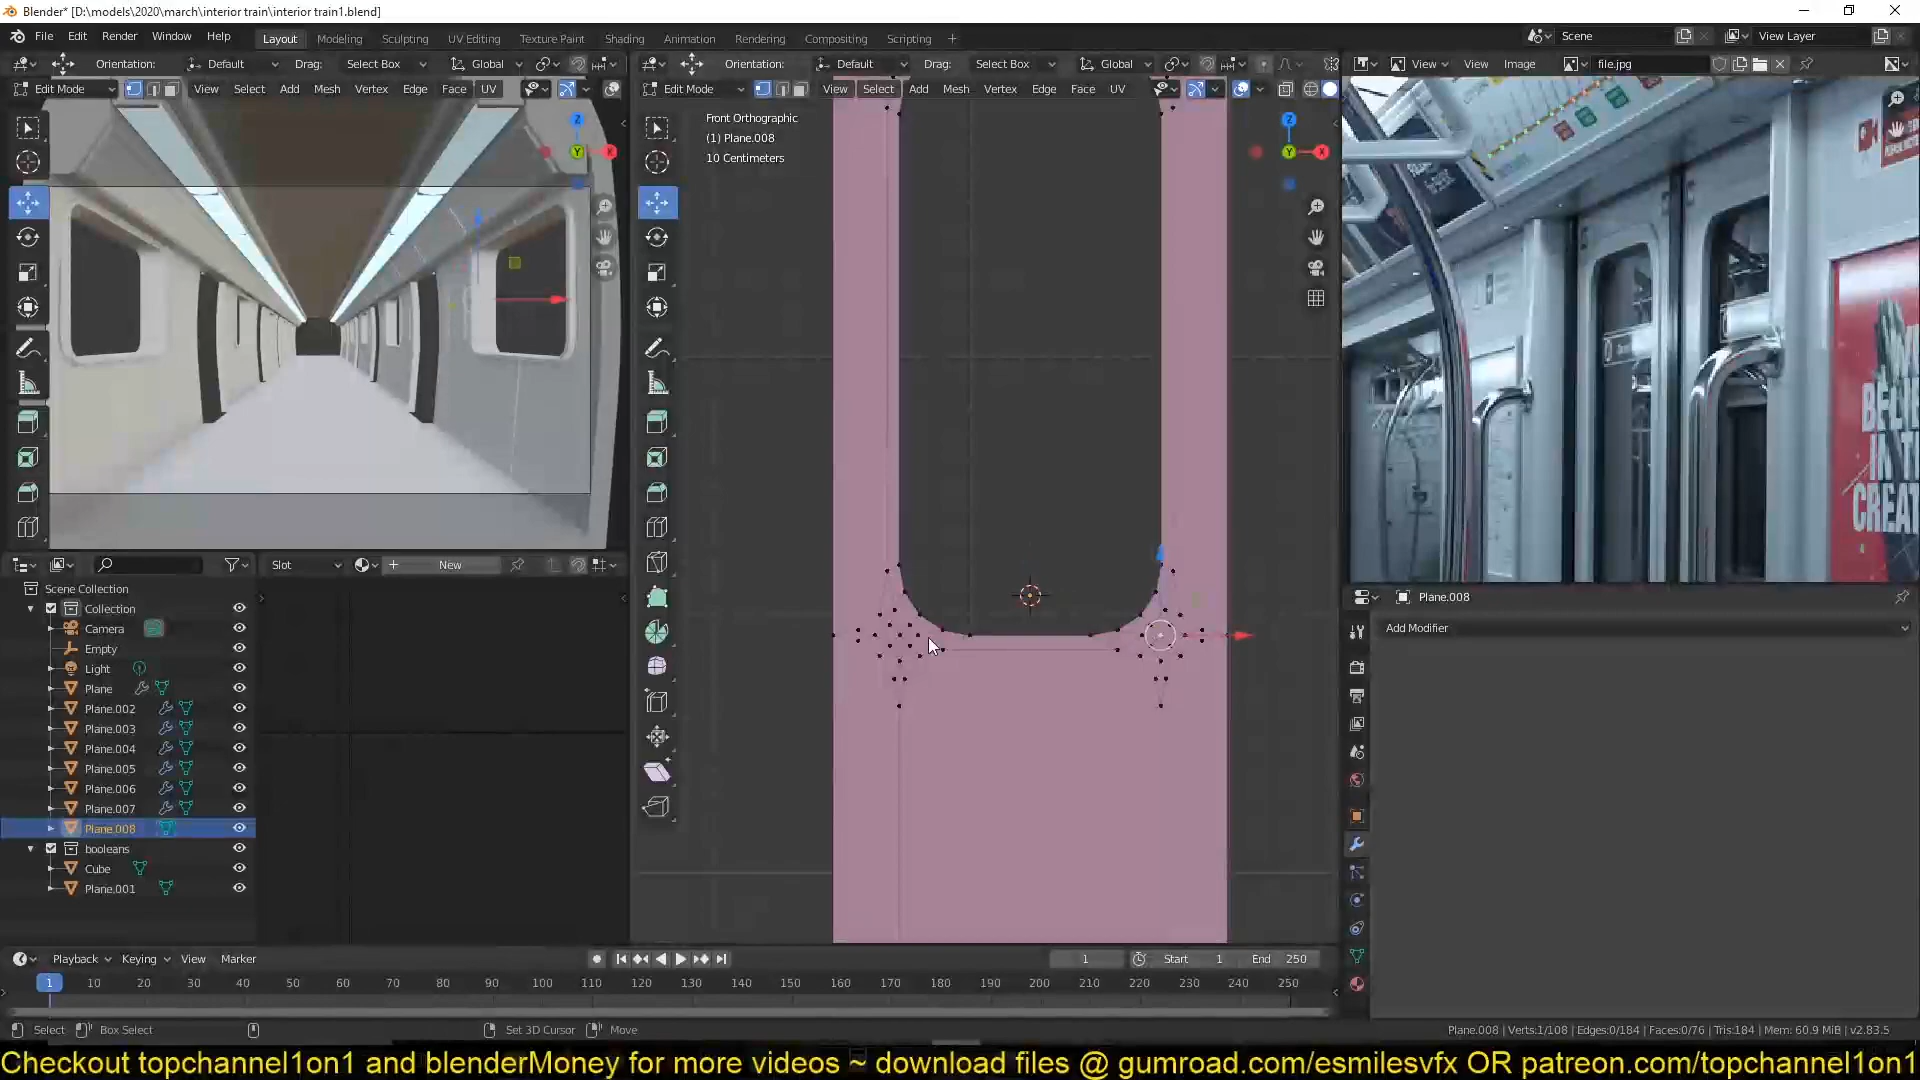 Blender* [D:\models\2020\march\interior train\interior train1.blend]
File Edit Render Window Help Layout Modeling Sculpting UV Editing Texture Paint Shading Animation Rendering Compositing Scripting + Scene View Layer
Orientation: Default Drag: Select Box Global
Orientation: Default Drag: Select Box Global
View View Image file.jpg
Edit Mode View Select Add Mesh Vertex Edge Face UV
Edit Mode View Select Add Mesh Vertex Edge Face UV
Front Orthographic
(1) Plane.008
10 Centimeters
Z
Y
X
Z
Y
X
BELIE
IN T
CREAT
Slot New
Scene Collection
Collection
Camera
Empty
Light
Plane
Plane.002
Plane.003
Plane.004
Plane.005
Plane.006
Plane.007
Plane.008
booleans
Cube
Plane.001
Plane.008
Add Modifier
Playback Keying View Marker 1 Start 1 End 250
1 10 20 30 40 50 60 70 80 90 100 110 120 130 140 150 160 170 180 190 200 210 220 230 240 250
Select Box Select Set 3D Cursor Move Plane.008 | Verts:1/108 | Edges:0/184 | Faces:0/76 | Tris:184 | Mem: 60.9 MiB | v2.83.5
Checkout topchannel1on1 and blenderMoney for more videos ~ download files @ gumroad.com/esmilesvfx OR patreon.com/topchannel1on1